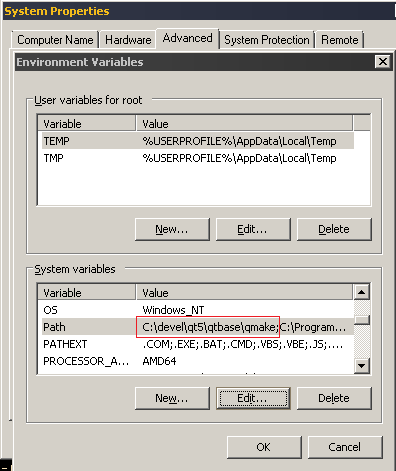 System Properties
Computer Name Hardware Advanced System Protection Remote
Environment Variables
User variables for root
Variable Value
TEMP %USERPROFILE%\AppData\Local\Temp
TMP %USERPROFILE%\AppData\Local\Temp
New... Edit... Delete
System variables
Variable Value
OS Windows_NT
Path C:\devel\qt5\qtbase\qmake;C:\Program...
PATHEXT .COM;.EXE;.BAT;.CMD;.VBS;.VBE;.JS;....
PROCESSOR_A... AMD64
New... Edit... Delete
OK Cancel